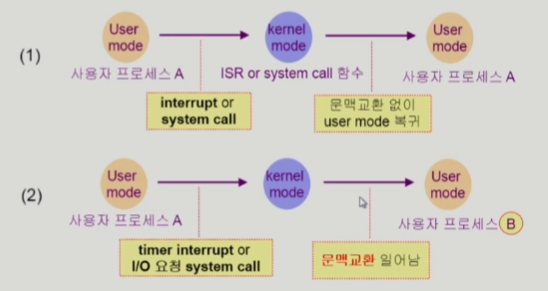 User
mode
kernel
mode
User
mode
(1)
사용자 프로세스 A
ISR or system call 함수
사용자 프로세스 A
interrupt or
system call
문맥교환 없이
user mode 복귀
User
mode
kernel
mode
User
mode
(2)
사용자 프로세스 A
사용자 프로세스 B
timer interrupt or
I/O 요청 system call
문맥교환 일어남